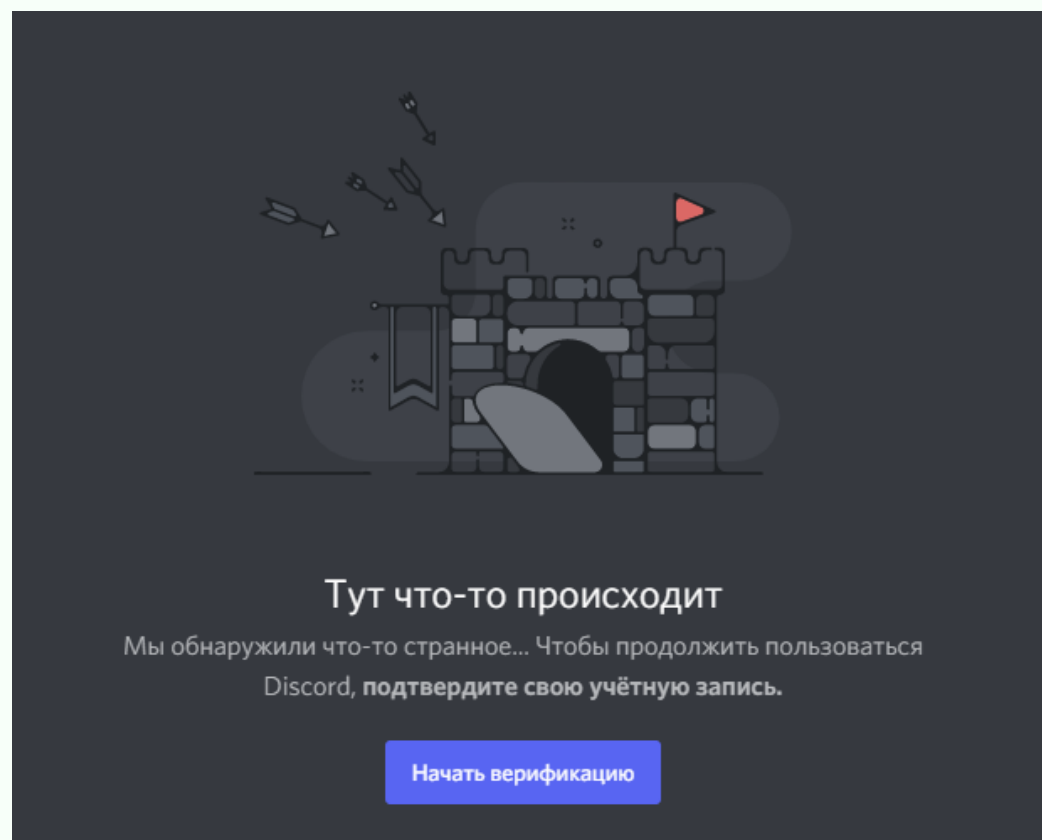 Тут что-то происходит
Мы обнаружили что-то странное... Чтобы продолжить пользоваться
Discord, подтвердите свою учётную запись.
Начать верификацию